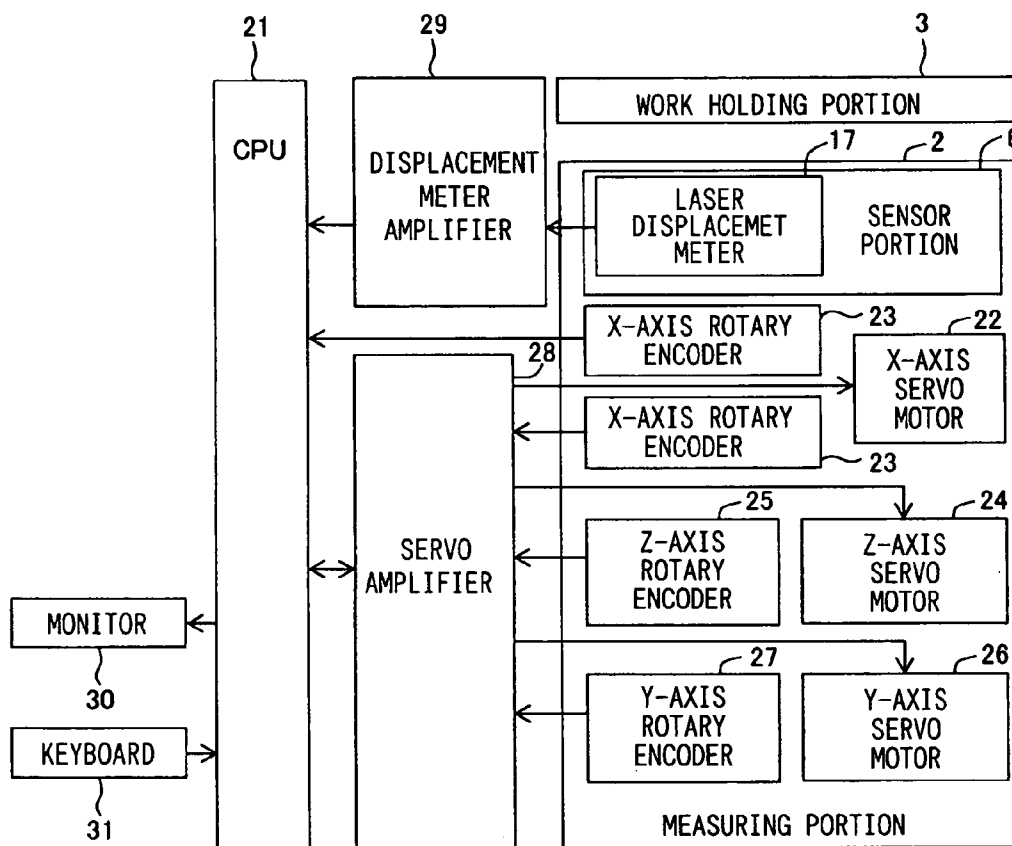 29
3
21
WORK HOLDING PORTION
CPU
17
2
6
DISPLACEMENT
METER
AMPLIFIER
LASER
DISPLACEMET
METER
SENSOR
PORTION
X-AXIS ROTARY
ENCODER
23
22
28
X-AXIS
SERVO
MOTOR
X-AXIS ROTARY
ENCODER
23
25
24
SERVO
AMPLIFIER
Z-AXIS
ROTARY
ENCODER
Z-AXIS
SERVO
MOTOR
MONITOR
30
27
26
Y-AXIS
ROTARY
ENCODER
Y-AXIS
SERVO
MOTOR
KEYBOARD
31
MEASURING PORTION